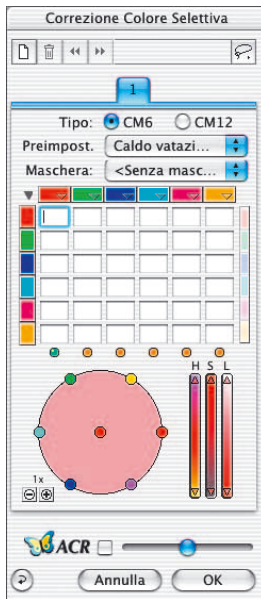 Correzione Colore Selettiva
1
Tipo: CM6 CM12
Preimpost. Caldo vatazi...
Maschera: <Senza masc...
H S L
1x
ACR
Annulla OK